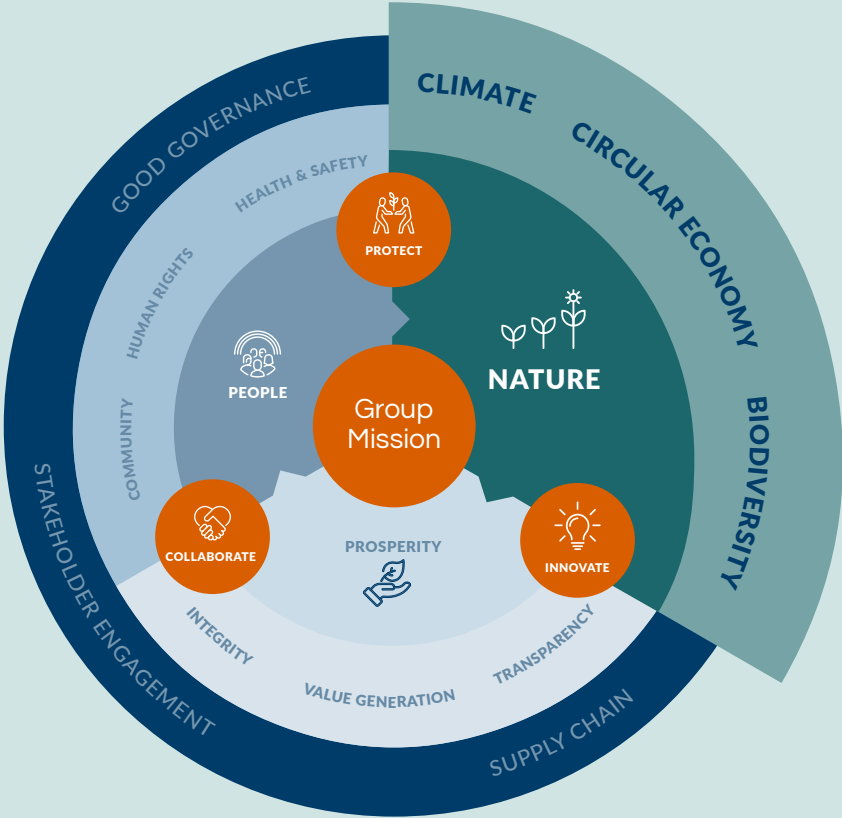 GOOD GOVERNANCE
CLIMATE
CIRCULAR ECONOMY
BIODIVERSITY
HEALTH & SAFETY
HUMAN RIGHTS
COMMUNITY
PROTECT
PEOPLE
NATURE
Group
Mission
COLLABORATE
PROSPERITY
INNOVATE
INTEGRITY
VALUE GENERATION
TRANSPARENCY
STAKEHOLDER ENGAGEMENT
SUPPLY CHAIN